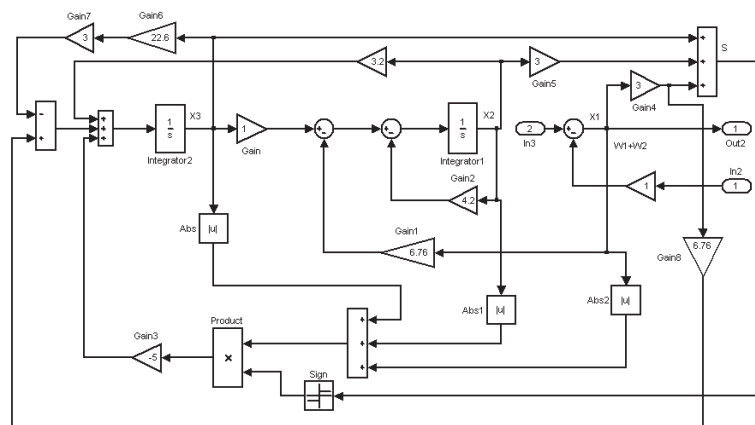 Gain7
Gain6
3
22.6
+
+
+
S
3.2
3
Gain5
3
Gain4
-
+
+
+
+
X3
1
s
Integrator2
1
Gain
+
-
+
-
X2
1
s
Integrator1
2
In3
+
-
X1
W1+W2
1
Out2
Gain2
4.2
1
In2
1
Gain1
6.76
6.76
Gain8
Abs
|u|
Abs1
|u|
Abs2
|u|
Product
×
+
+
+
Gain3
-5
Sign